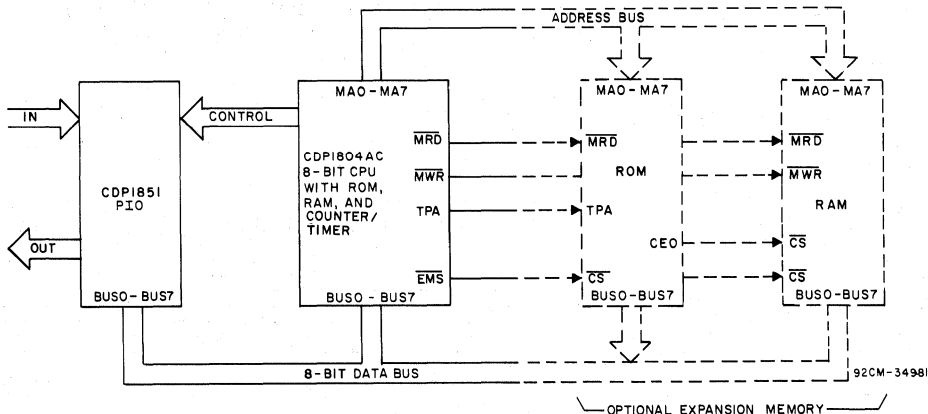 ADDRESS BUS
IN
CONTROL
OUT
CDP1851
PIO
BUS0-BUS7
MA0-MA7
CDP1804AC
8-BIT CPU
WITH ROM,
RAM, AND
COUNTER/
TIMER
MRD
MWR
TPA
EMS
BUS0-BUS7
MA0-MA7
MRD
ROM
TPA
CEO
CS
BUS0-BUS7
MA0-MA7
MRD
MWR
RAM
CS
CS
BUS0-BUS7
8-BIT DATA BUS
92CM-3498
OPTIONAL EXPANSION MEMORY